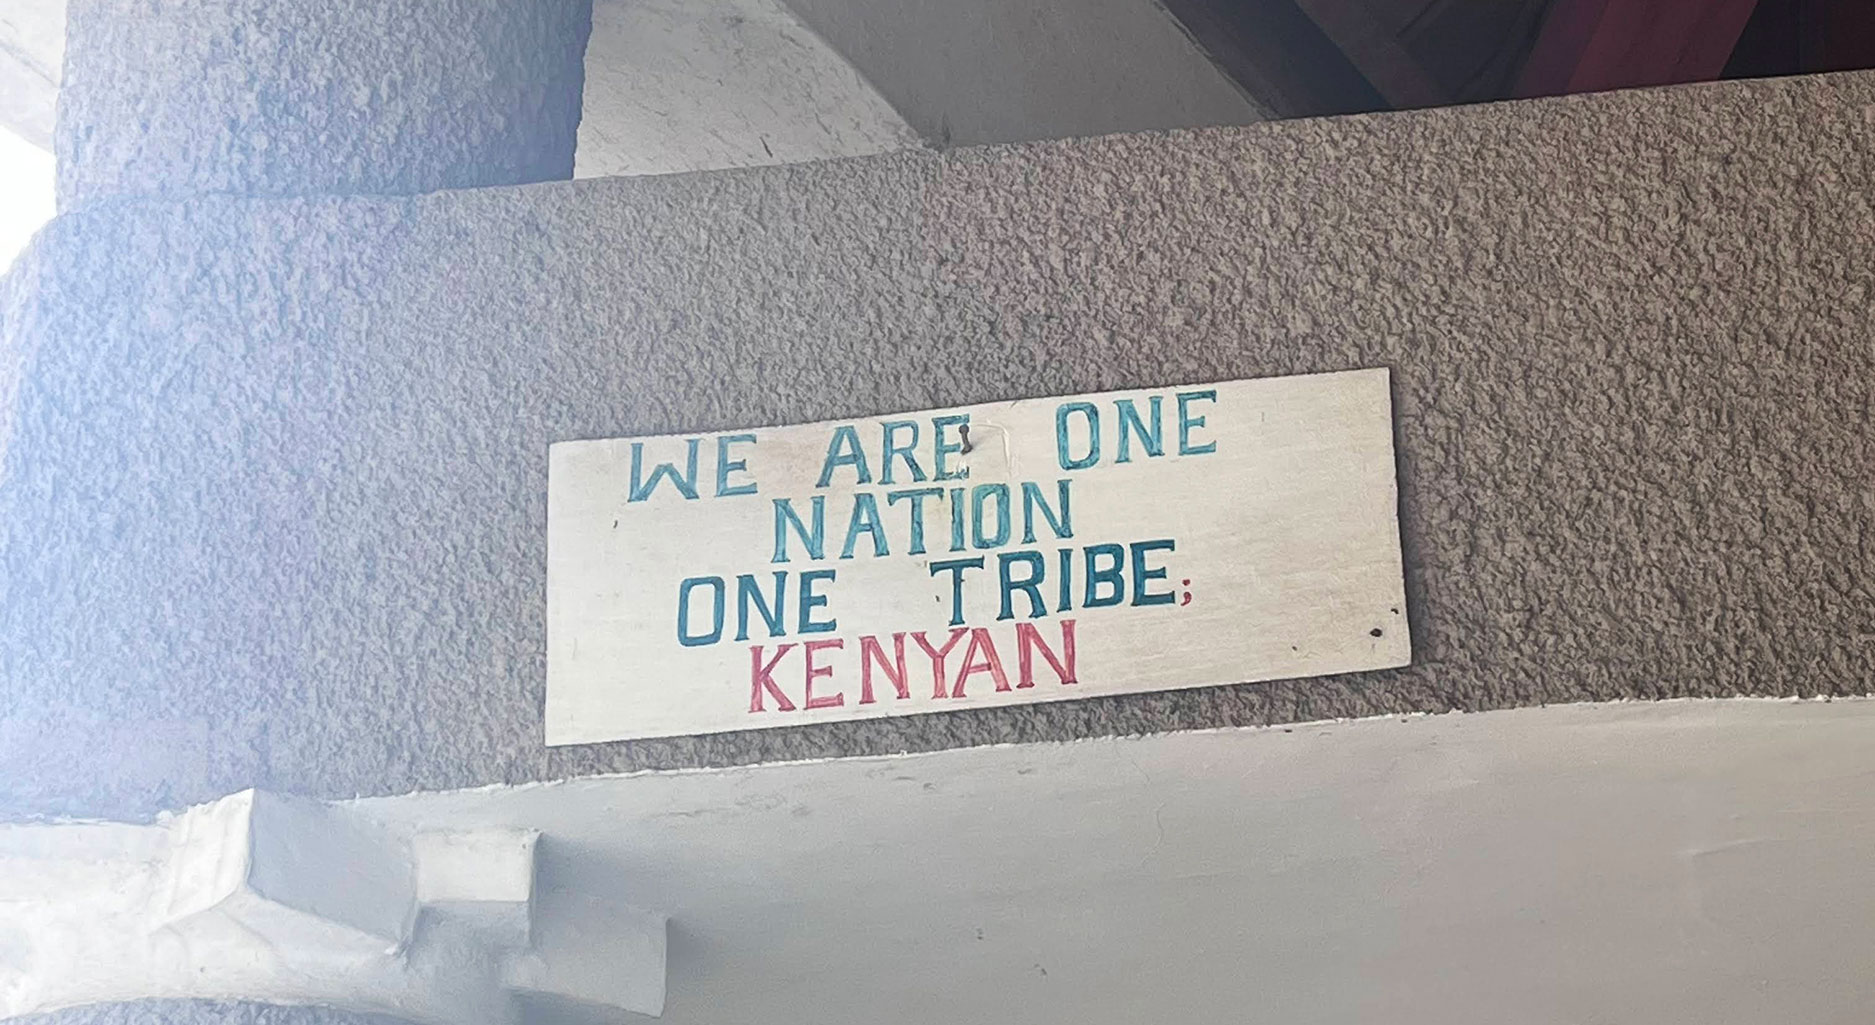 WE ARE ONE
NATION
ONE TRIBE;
KENYAN